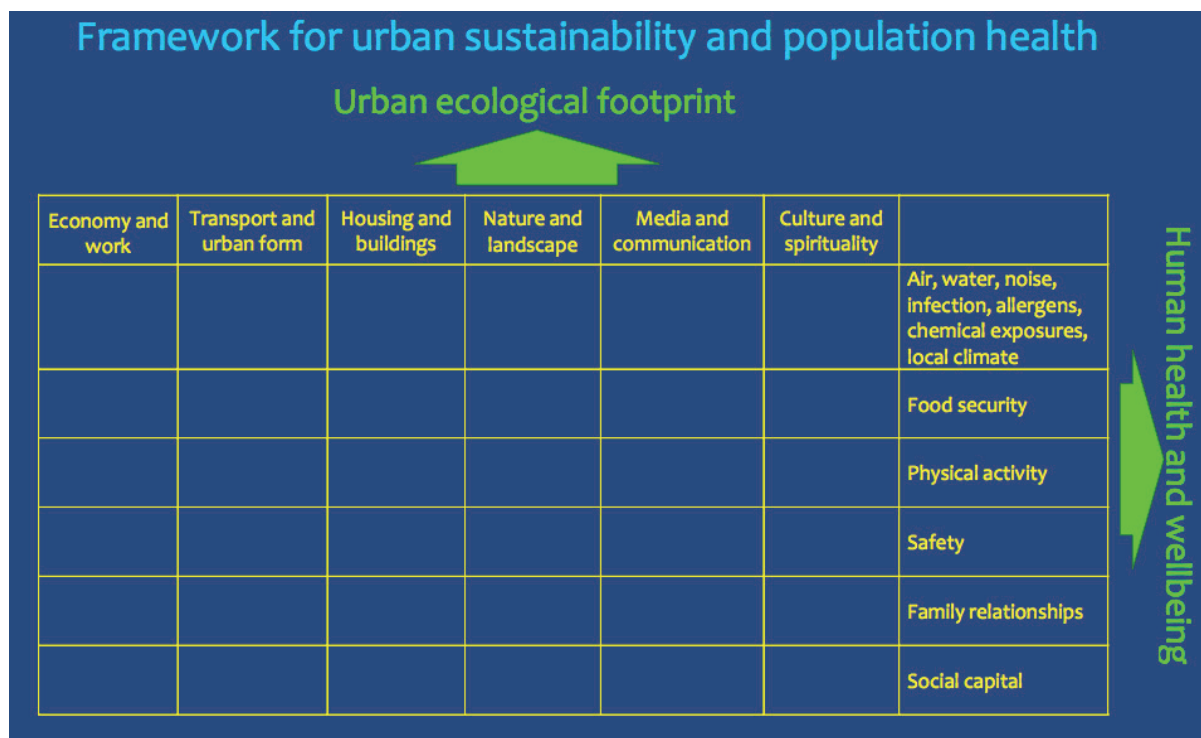 Framework for urban sustainability and population health
Urban ecological footprint
Economy and
work
Transport and
urban form
Housing and
buildings
Nature and
landscape
Media and
communication
Culture and
spirituality
Air, water, noise,
infection, allergens,
chemical exposures,
local climate
Food security
Physical activity
Safety
Family relationships
Social capital
Human health and wellbeing